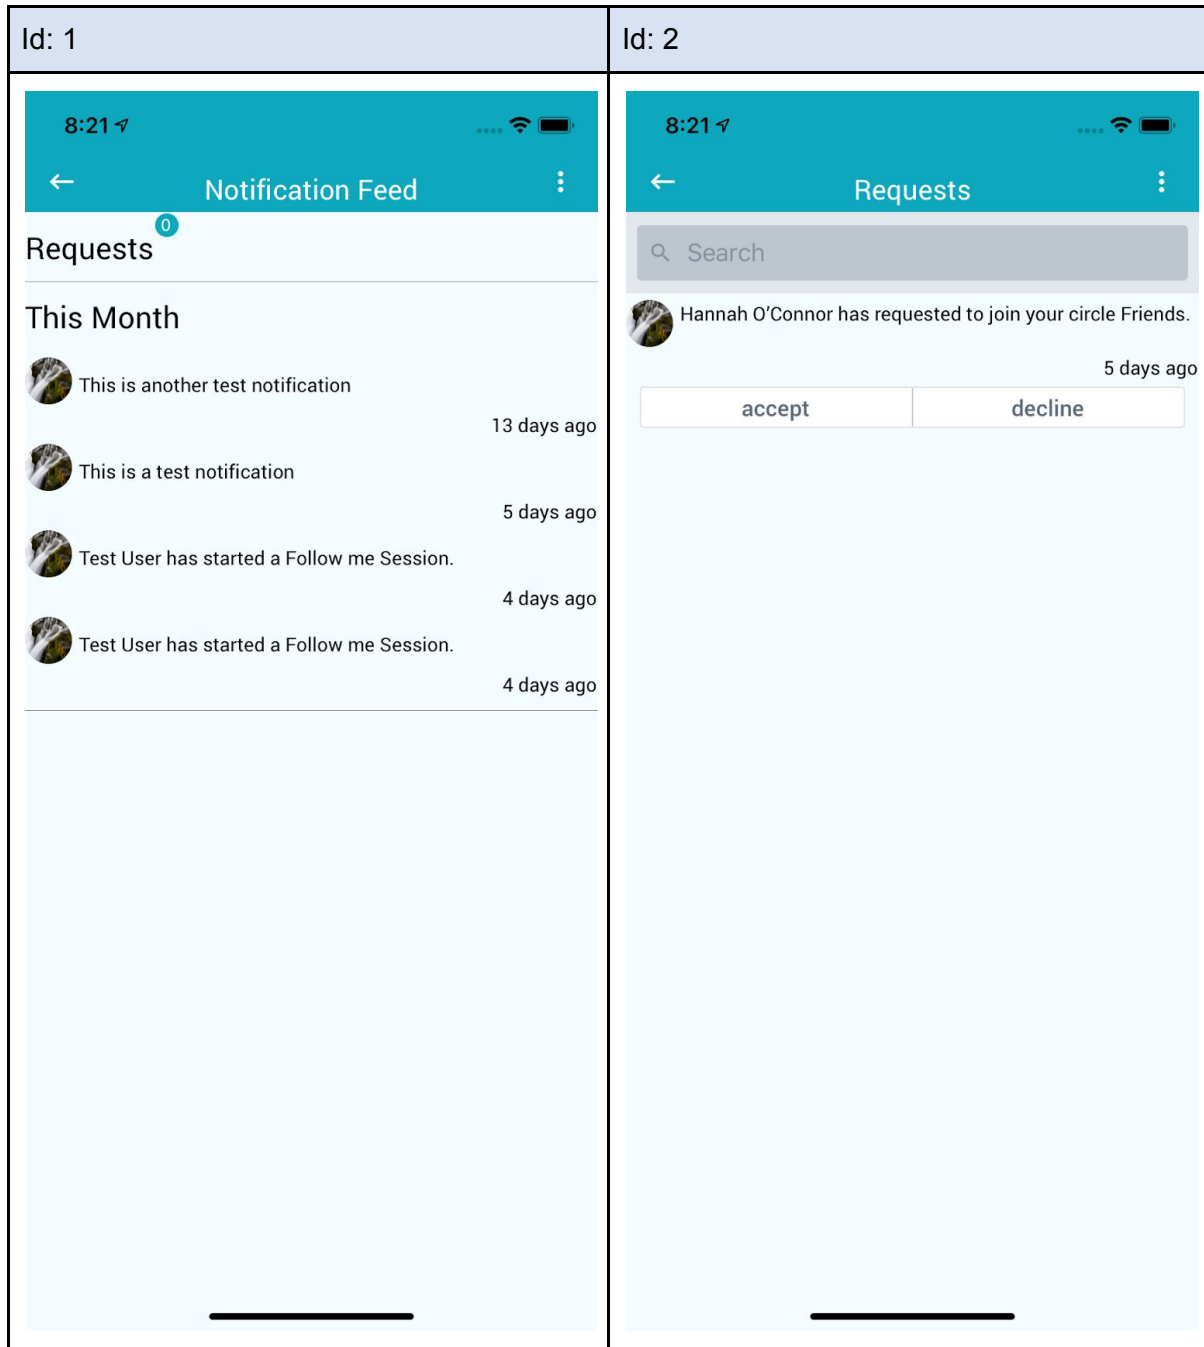 Id: 1
8:21
Notification Feed
Requests 0
This Month
This is another test notification
13 days ago
This is a test notification
5 days ago
Test User has started a Follow me Session.
4 days ago
Test User has started a Follow me Session.
4 days ago
Id: 2
8:21
Requests
Search
Hannah O’Connor has requested to join your circle Friends.
5 days ago
accept decline